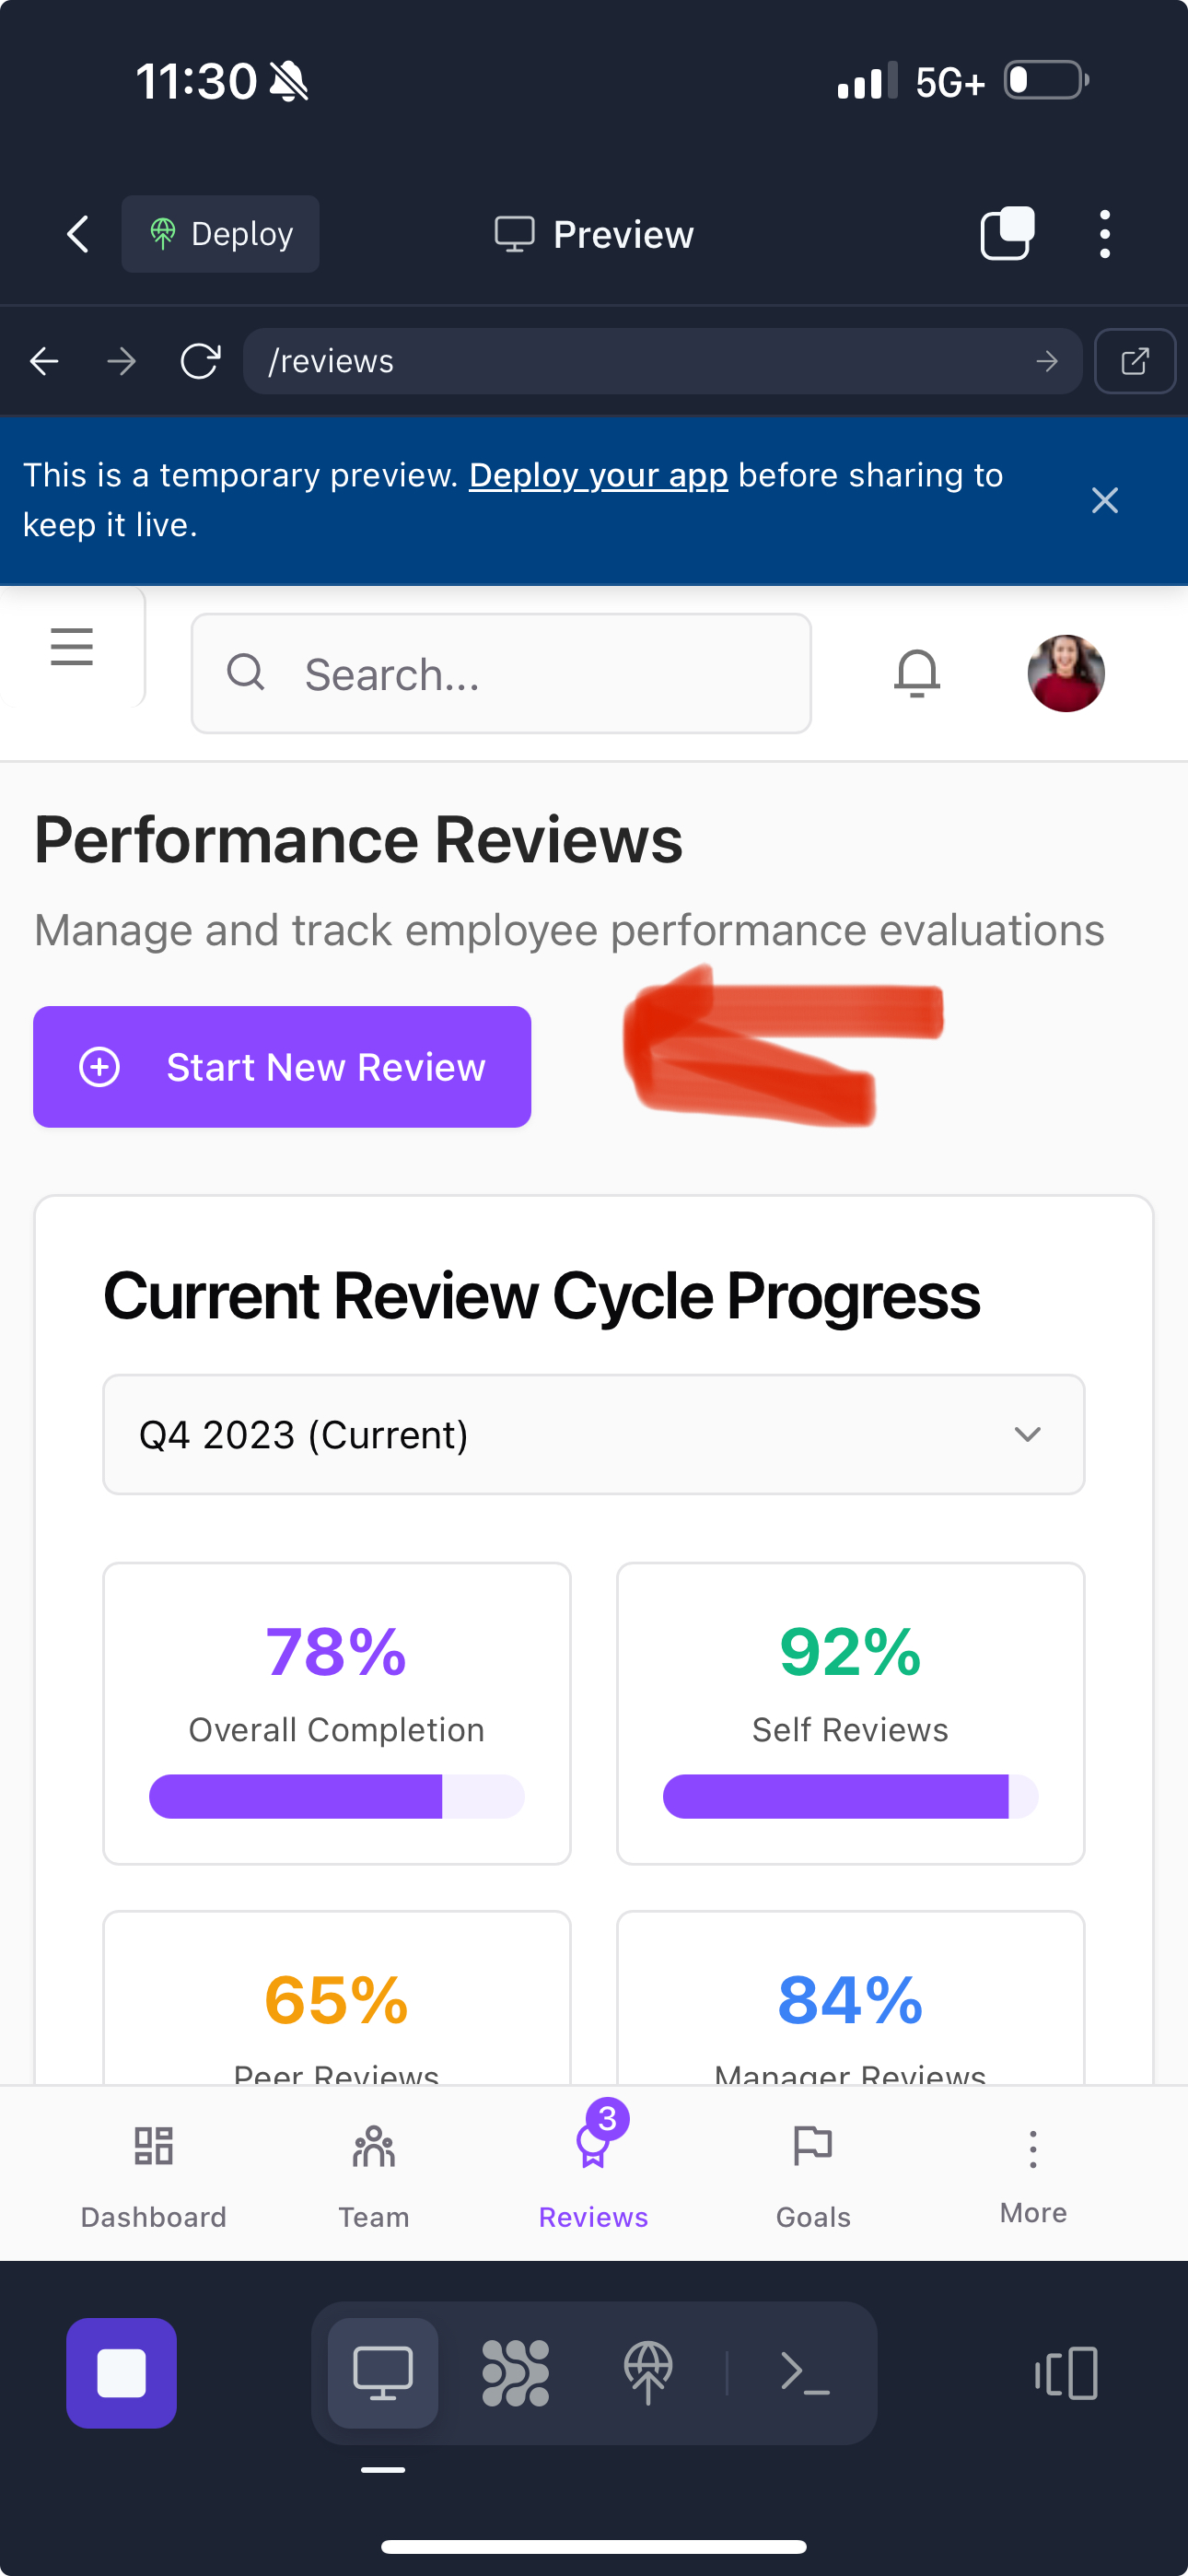 11:30
5G+
Deploy
Preview
/reviews
This is a temporary preview. Deploy your app before sharing to
keep it live.
Search...
Performance Reviews
Manage and track employee performance evaluations
Start New Review
Current Review Cycle Progress
Q4 2023 (Current)
78%
Overall Completion
92%
Self Reviews
65%
Peer Reviews
84%
Manager Reviews
3
Dashboard
Team
Reviews
Goals
More